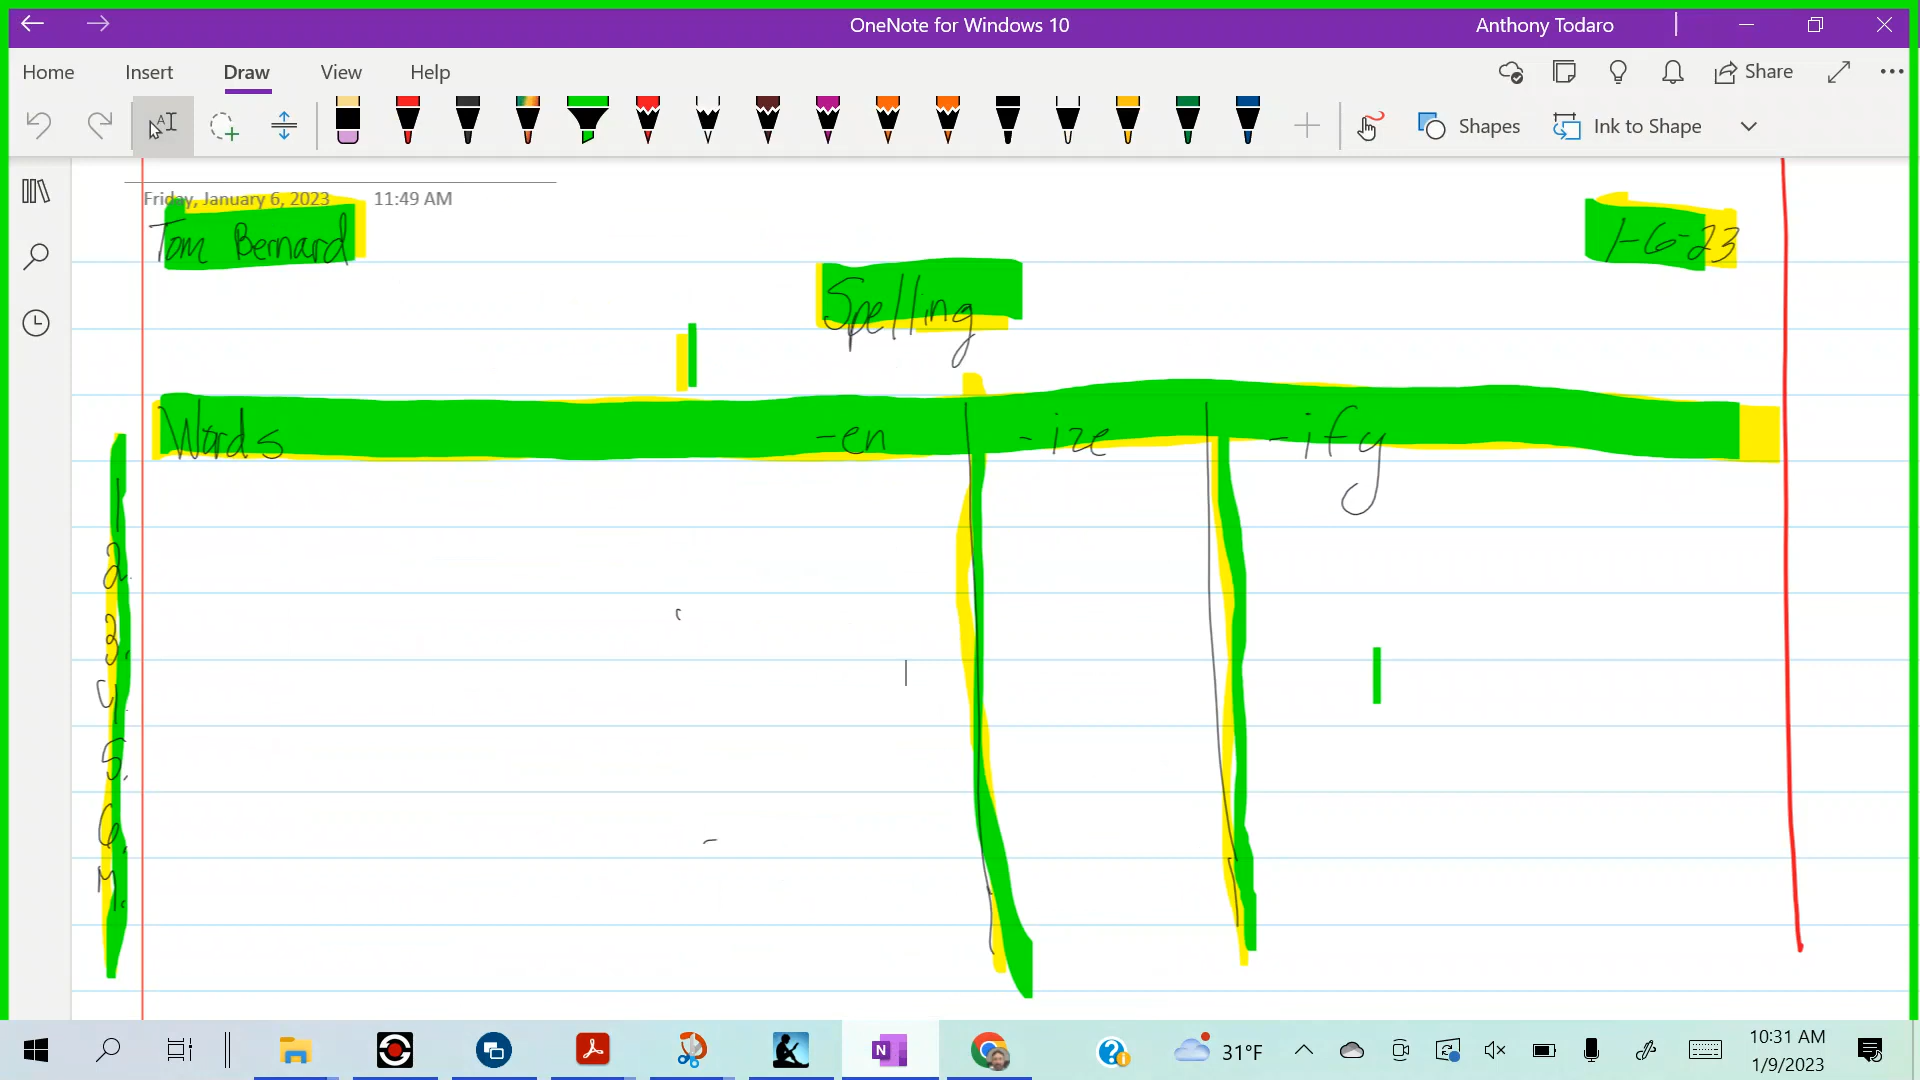 OneNote for Windows 10
Anthony Todaro
Home Insert Draw View Help
Share
Shapes
Ink to Shape
Friday, January 6, 2023 11:49 AM
Tom Bernard
1-6-23
Spelling
Words -en -ize -ify
1
2.
3.
4.
5.
6.
7.
31°F
10:31 AM
1/9/2023